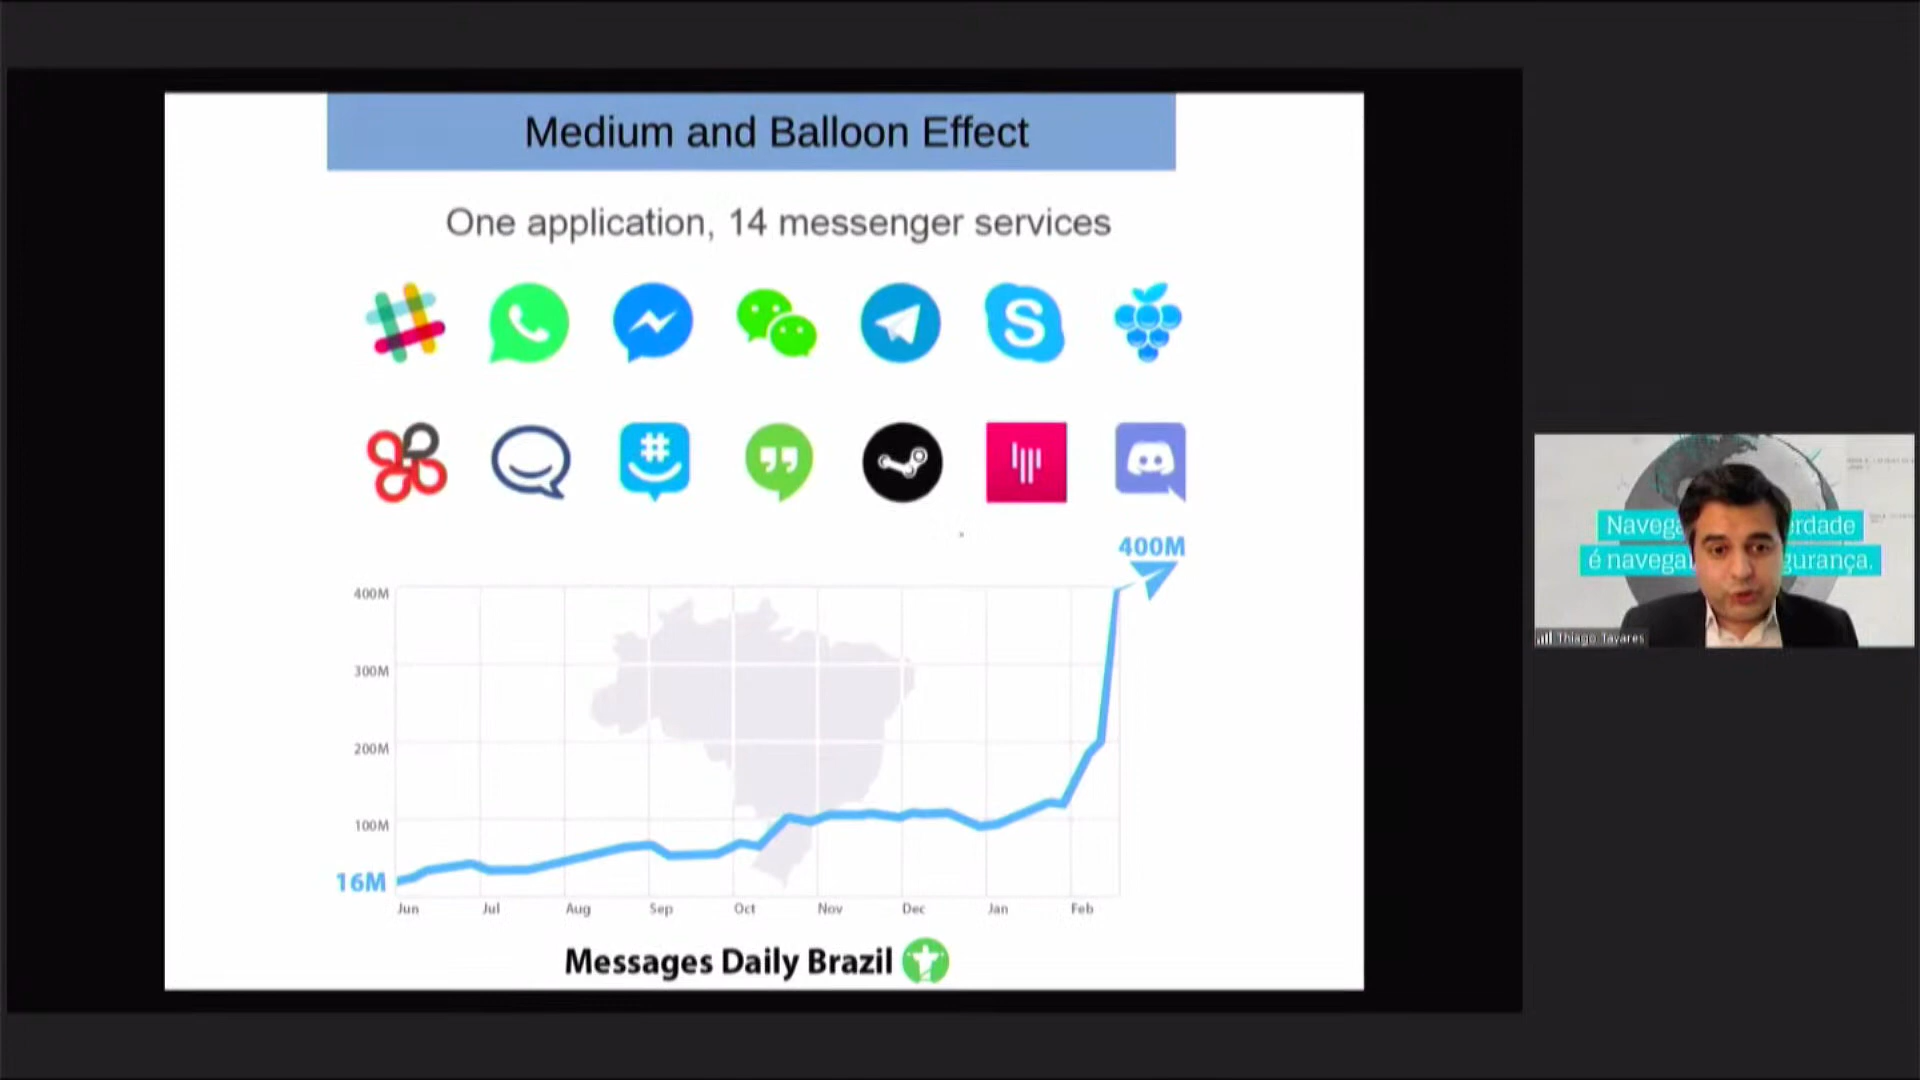 Medium and Balloon Effect
One application, 14 messenger services
S
400M
400M
300M
200M
100M
16M
Jun Jul Aug Sep Oct Nov Dec Jan Feb
Messages Daily Brazil
Navega rdade
é navega gurança.
Thiago Tavares